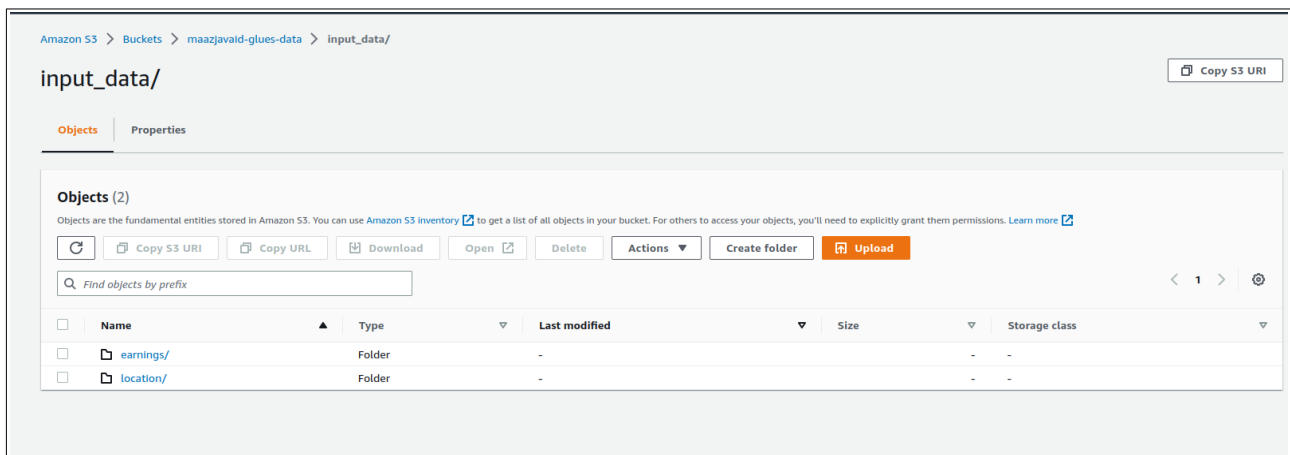 Amazon S3 > Buckets > maazjavaid-glues-data > input_data/
input_data/
Copy S3 URI
Objects
Properties
Objects (2)
Objects are the fundamental entities stored in Amazon S3. You can use Amazon S3 inventory to get a list of all objects in your bucket. For others to access your objects, you'll need to explicitly grant them permissions. Learn more
Copy S3 URI Copy URL Download Open Delete Actions Create folder Upload
Find objects by prefix
< 1 >
Name Type Last modified Size Storage class
earnings/ Folder - - -
location/ Folder - - -